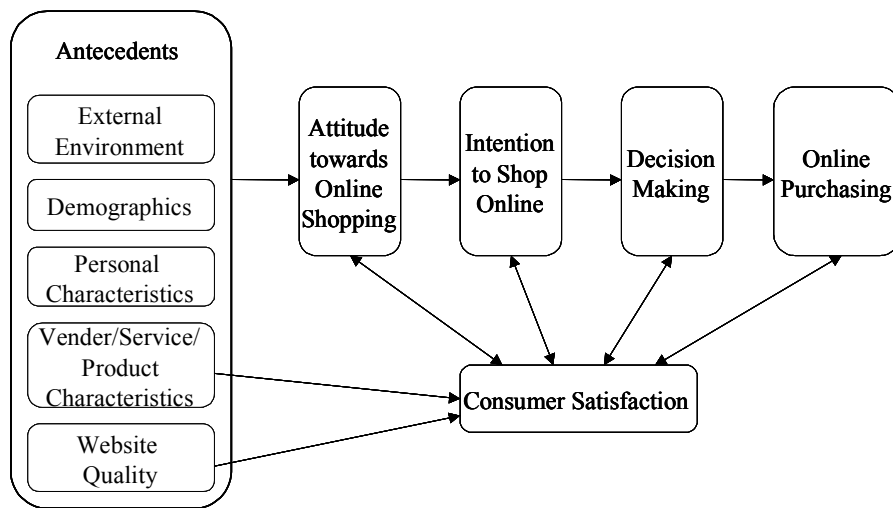 Antecedents
External
Environment
Demographics
Personal
Characteristics
Vender/Service/
Product
Characteristics
Website
Quality
Attitude
towards
Online
Shopping
Intention
to Shop
Online
Decision
Making
Online
Purchasing
Consumer Satisfaction